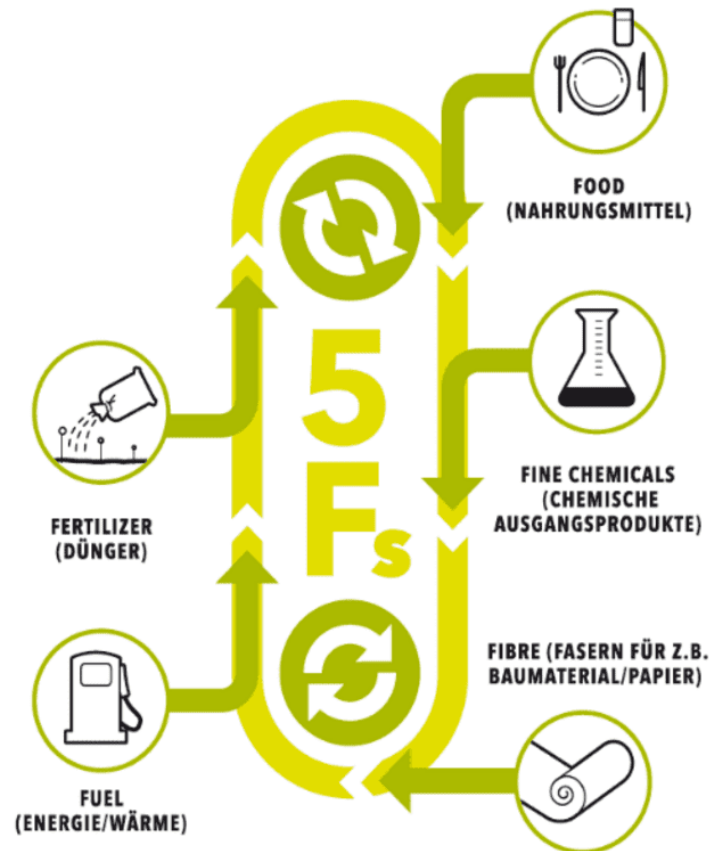 FOOD
(NAHRUNGSMITTEL)
5
Fs
FINE CHEMICALS
(CHEMISCHE
AUSGANGSPRODUKTE)
FERTILIZER
(DÜNGER)
FIBRE (FASERN FÜR Z.B.
BAUMATERIAL/PAPIER)
FUEL
(ENERGIE/WÄRME)